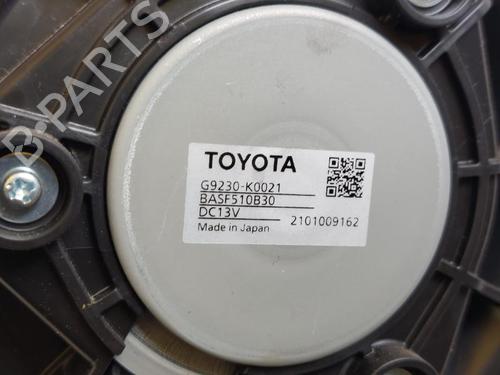 B-PARTS
TOYOTA
G9230-K0021
BASF510B30
DC13V 2101009162
Made in Japan